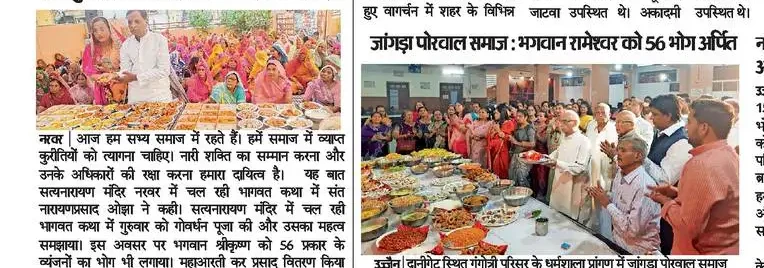 हुए वागर्चन में शहर के विभिन्न
जाटवा उपस्थित थे। अकादमी उपस्थित थे।
जांगड़ा पोरवाल समाज : भगवान रामेश्वर को 56 भोग अर्पित
नरवर | आज हम सभ्य समाज में रहते हैं। हमें समाज में व्याप्त
कुरीतियों को त्यागना चाहिए। नारी शक्ति का सम्मान करना और
उनके अधिकारों की रक्षा करना हमारा दायित्व है। यह बात
सत्यनारायण मंदिर नरवर में चल रही भागवत कथा में संत
नारायणप्रसाद ओझा ने कही। सत्यनारायण मंदिर में चल रही
भागवत कथा में गुरुवार को गोवर्धन पूजा की और उसका महत्व
समझाया। इस अवसर पर भगवान श्रीकृष्ण को 56 प्रकार के
व्यंजनों का भोग भी लगाया। महाआरती कर प्रसाद वितरण किया
उज्जैन | दानीगेट स्थित गंगोत्री परिसर के धर्मशाला प्रांगण में जांगड़ा पोरवाल समाज